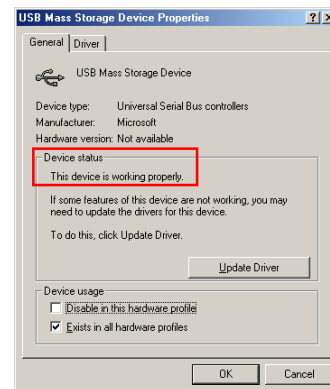 USB Mass Storage Device Properties
General
Driver
USB Mass Storage Device
Device type: Universal Serial Bus controllers
Manufacturer: Microsoft
Hardware version: Not available
Device status
This device is working properly.
If some features of this device are not working, you may
need to update the drivers for this device.
To do this, click Update Driver.
Update Driver
Device usage
Disable in this hardware profile
Exists in all hardware profiles
OK
Cancel